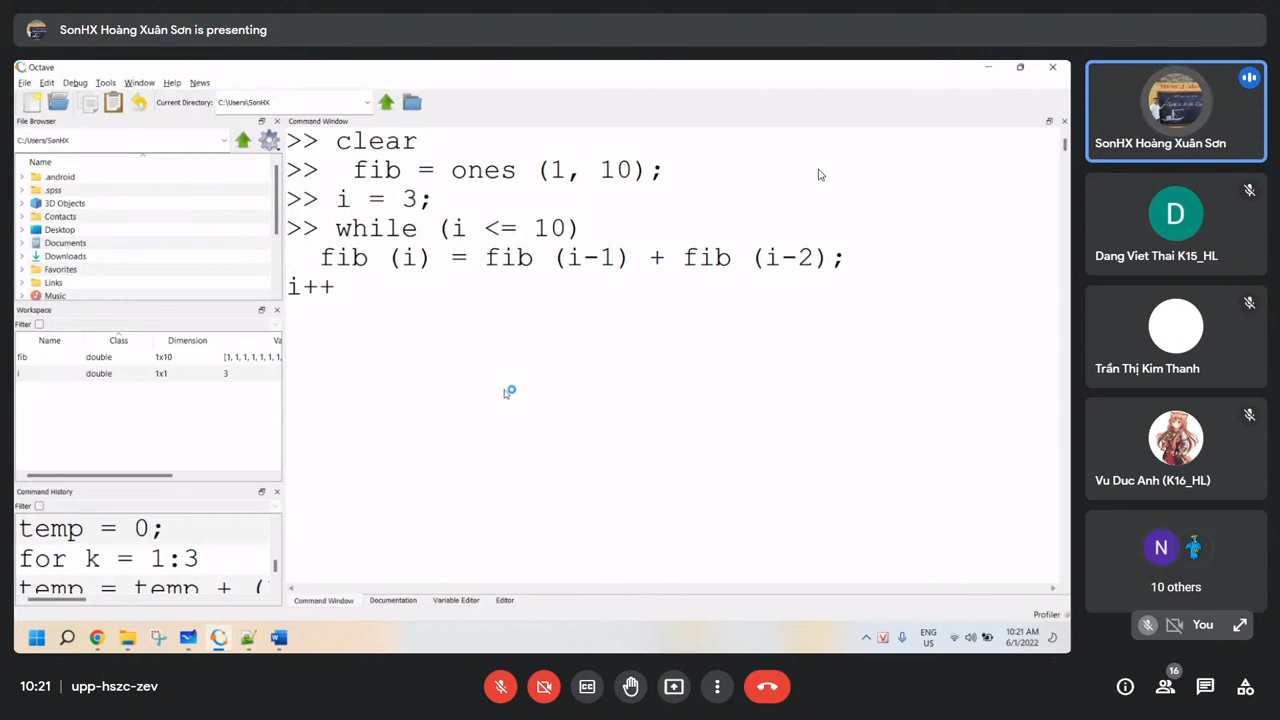 SonHX Hoàng Xuân Sơn is presenting
Octave
File Edit Debug Tools Window Help News
Current Directory: C:\Users\SonHX
File Browser
C:/Users/SonHX
Name
.android
.spss
3D Objects
Contacts
Desktop
Documents
Downloads
Favorites
Links
Music
Workspace
Filter
Name Class Dimension Va
fib double 1x10 [1, 1, 1, 1, 1, 1, 1,
i double 1x1 3
Command History
Filter
temp = 0;
for k = 1:3
temp = temp + (
Command Window
>> clear
>>  fib = ones (1, 10);
>> i = 3;
>> while (i <= 10)
fib (i) = fib (i-1) + fib (i-2);
i++
Command Window Documentation Variable Editor Editor
Profiler
V
ENG
US
10:21 AM
6/1/2022
SonHX Hoàng Xuân Sơn
D
Dang Viet Thai K15_HL
Trần Thị Kim Thanh
Vu Duc Anh (K16_HL)
N
10 others
You
10:21 | upp-hszc-zev
16